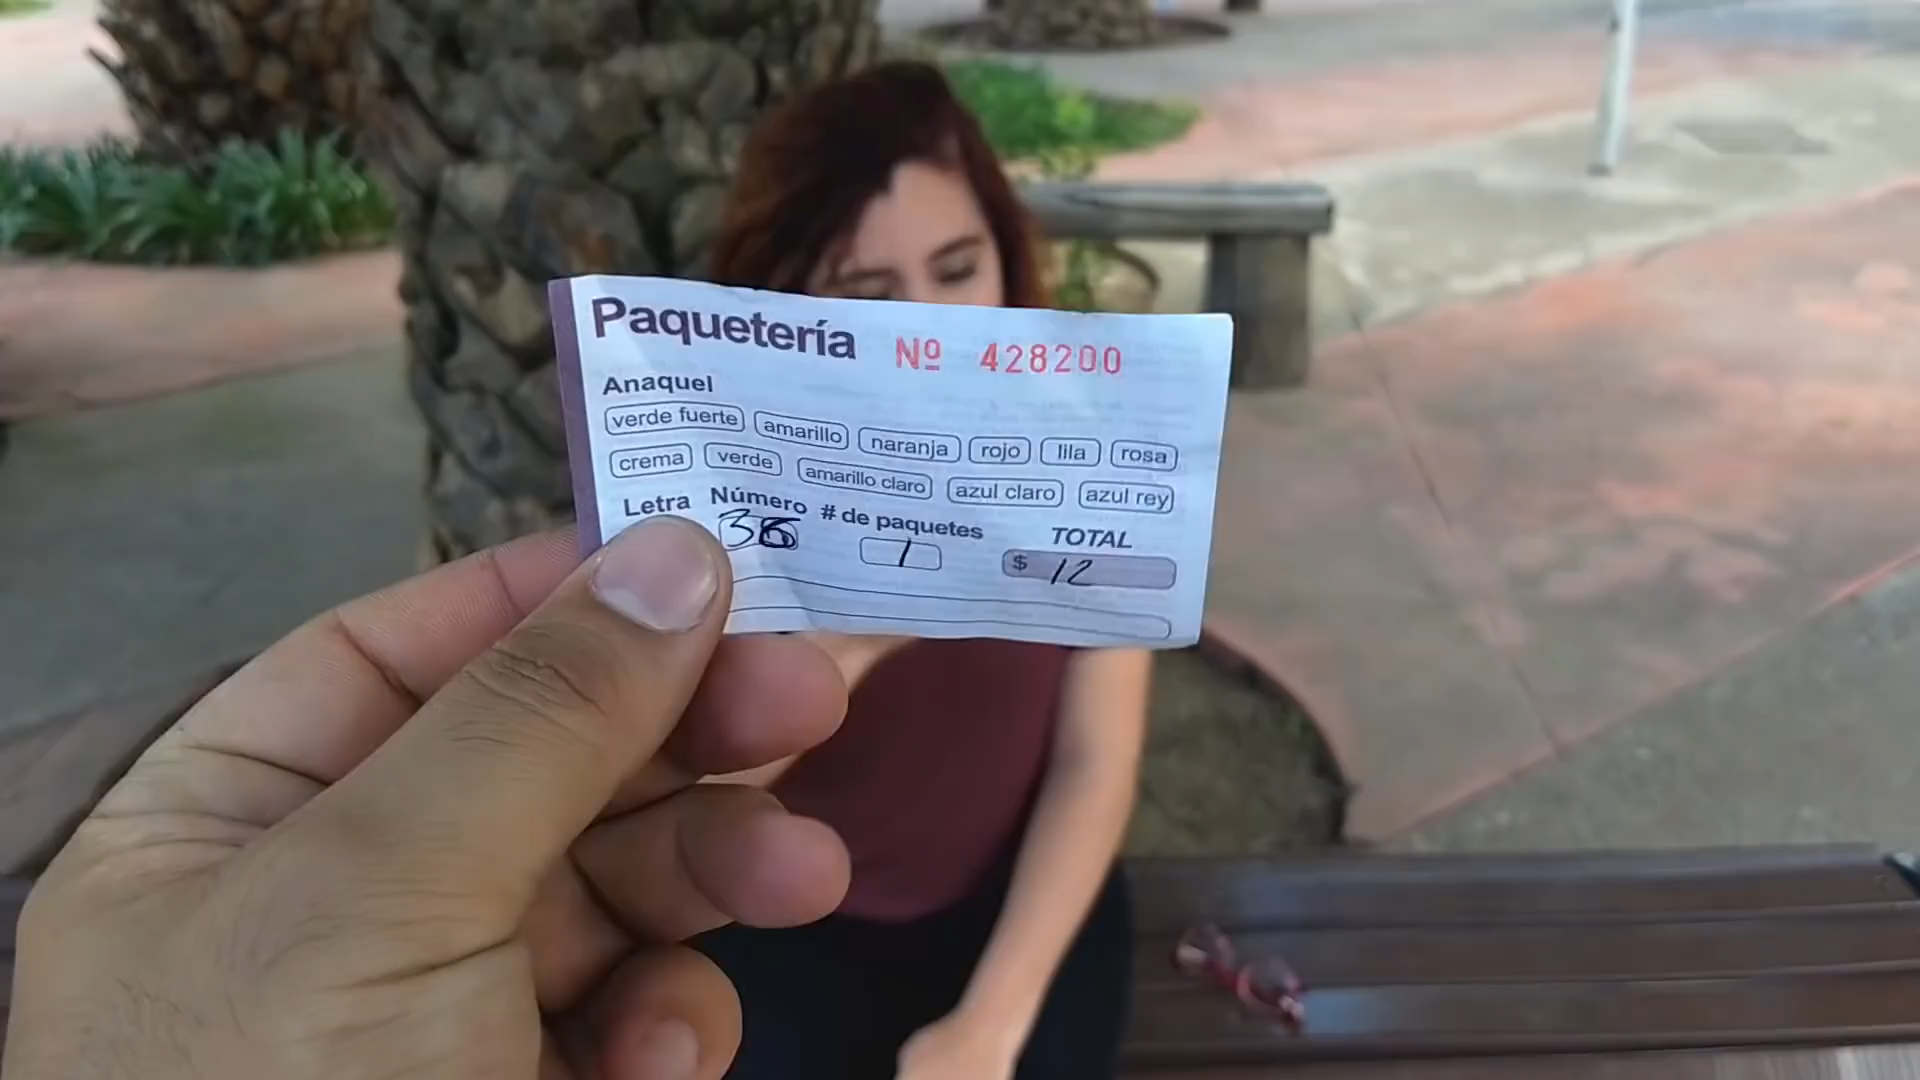 Paquetería Nº 428200
Anaquel
verde fuerte amarillo naranja rojo lila rosa
crema verde amarillo claro azul claro azul rey
Letra Número # de paquetes TOTAL
36 1 $ 12